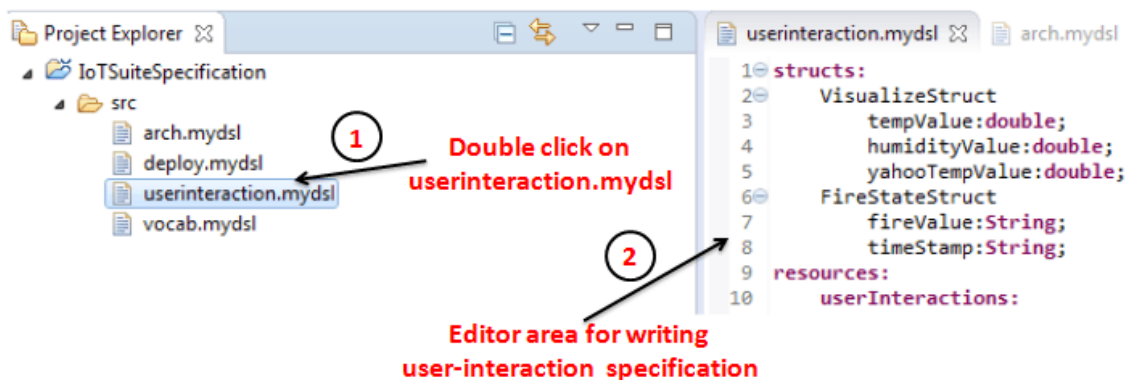 Project Explorer
IoTSuiteSpecification
src
arch.mydsl
deploy.mydsl
userinteraction.mydsl
vocab.mydsl
1
Double click on
userinteraction.mydsl
2
Editor area for writing
user-interaction specification
userinteraction.mydsl arch.mydsl
1 structs:
2 VisualizeStruct
3 tempValue:double;
4 humidityValue:double;
5 yahooTempValue:double;
6 FireStateStruct
7 fireValue:String;
8 timeStamp:String;
9 resources:
10 userInteractions: